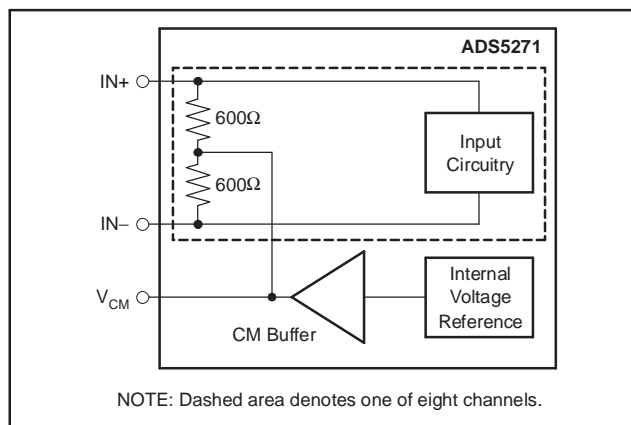 ADS5271
IN+
600Ω
Input
Circuitry
600Ω
IN–
V_CM
Internal
Voltage
Reference
CM Buffer
NOTE: Dashed area denotes one of eight channels.